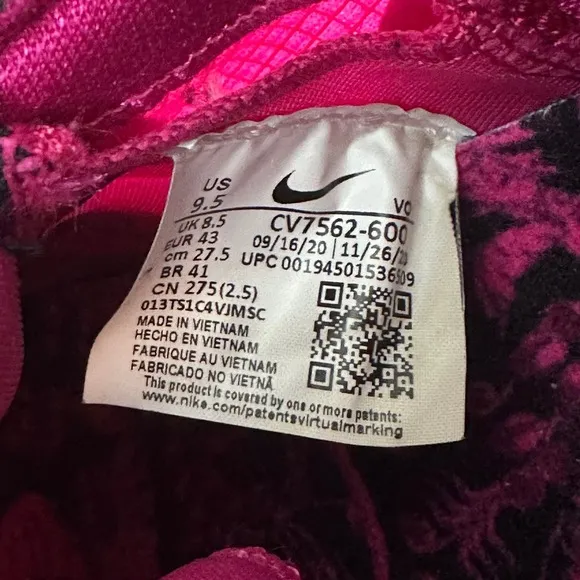 US
9.5
UK 8.5
EUR 43
cm 27.5
BR 41
CN 275(2.5)
013TS1C4VJMSC
VO
CV7562-600
09/16/20 | 11/26/20
UPC 00194501536509
MADE IN VIETNAM
HECHO EN VIETNAM
FABRIQUE AU VIETNAM
FABRICADO NO VIETNÃ
This product is covered by one or more patents:
www.nike.com/patentsvirtualmarking